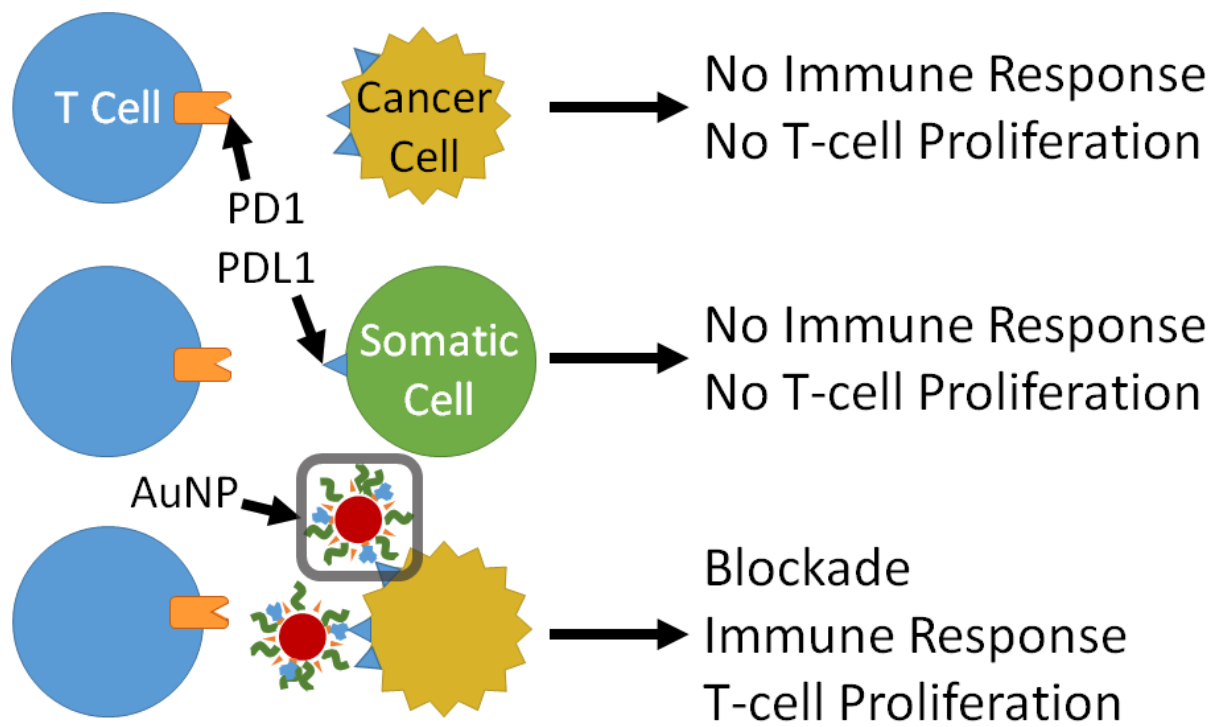 T Cell
Cancer
Cell
PD1
No Immune Response
No T-cell Proliferation
PDL1
Somatic
Cell
No Immune Response
No T-cell Proliferation
AuNP
Blockade
Immune Response
T-cell Proliferation